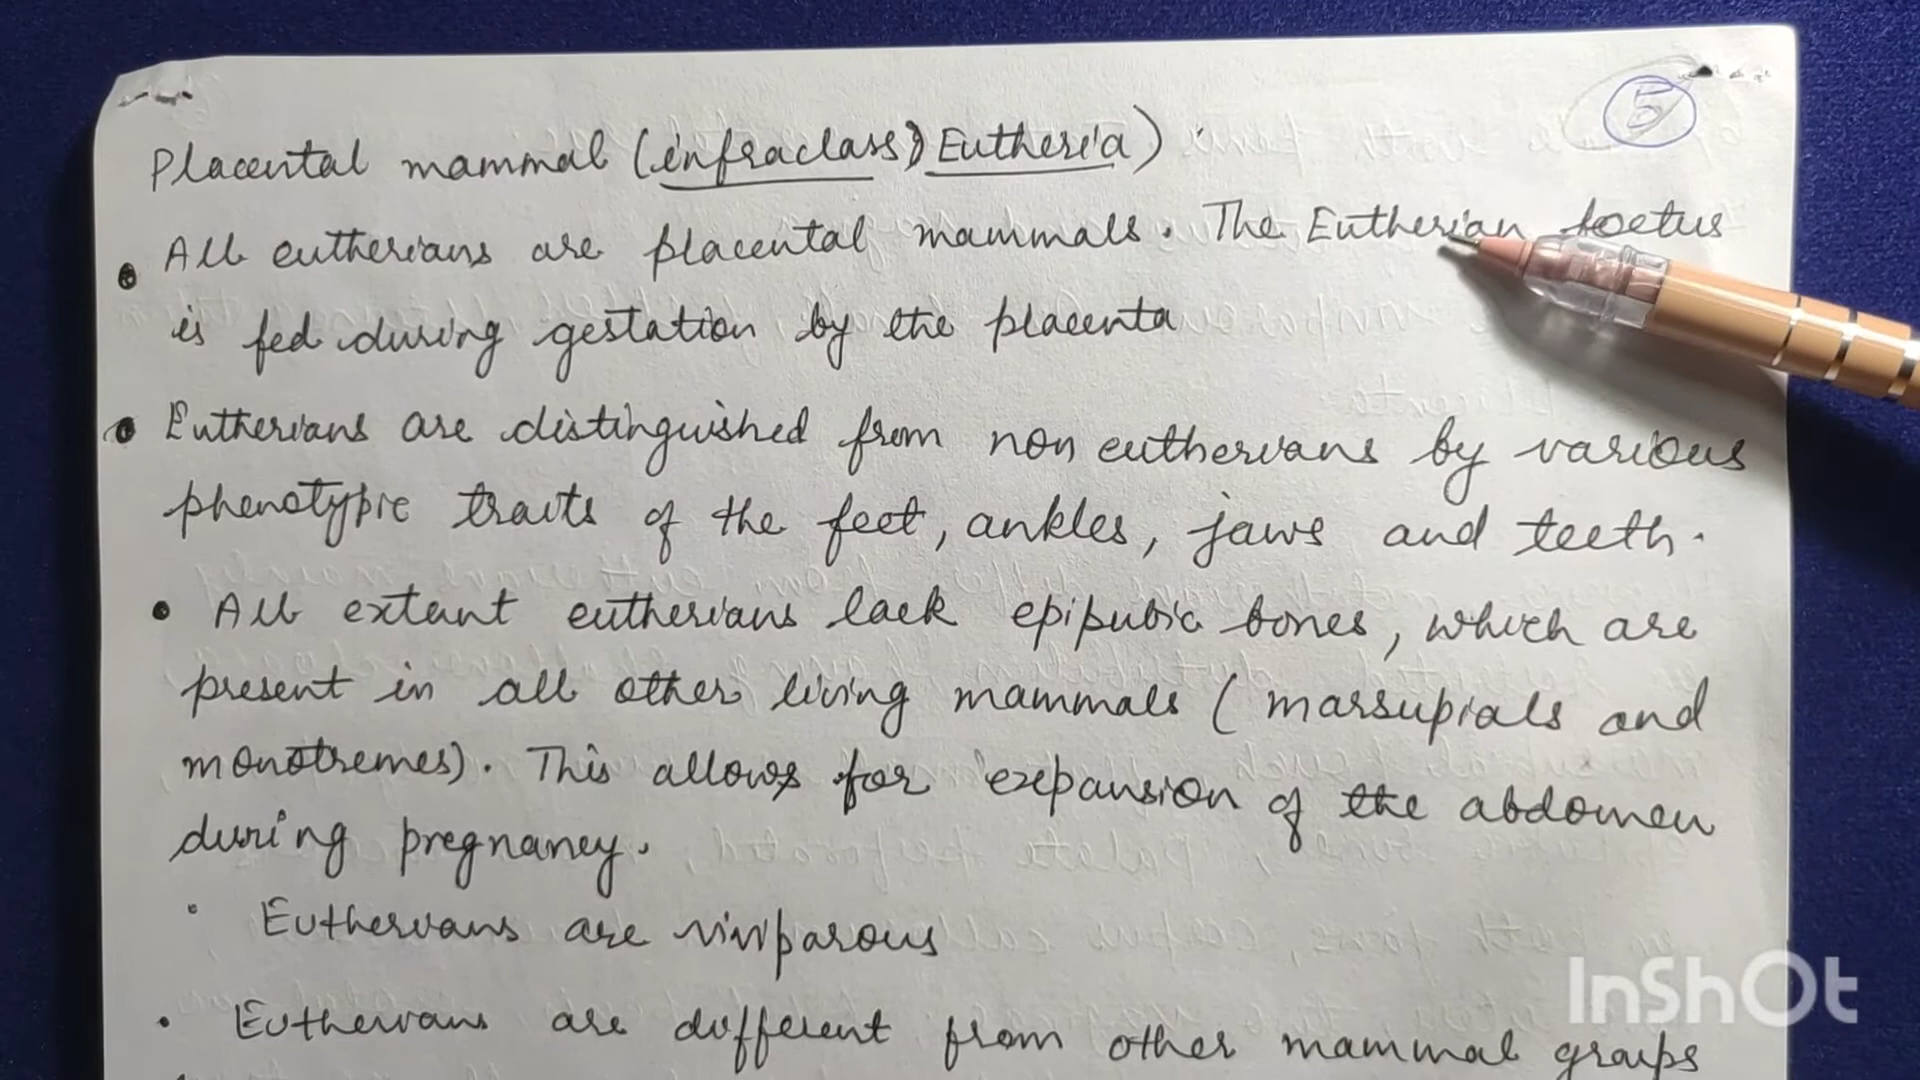 5
Placental mammal (infraclass) Eutheria)
All eutherians are placental mammals. The Eutherian foetus
is fed during gestation by the placenta
Eutherians are distinguished from non eutherians by various
phenotypic traits of the feet, ankles, jaws and teeth.
All extant eutherians lack epipubic bones, which are
present in all other living mammals (marsupials and
monotremes). This allows for expansion of the abdomen
during pregnancy.
Eutherians are viviparous
Eutherians are different from other mammal groups
InShOt